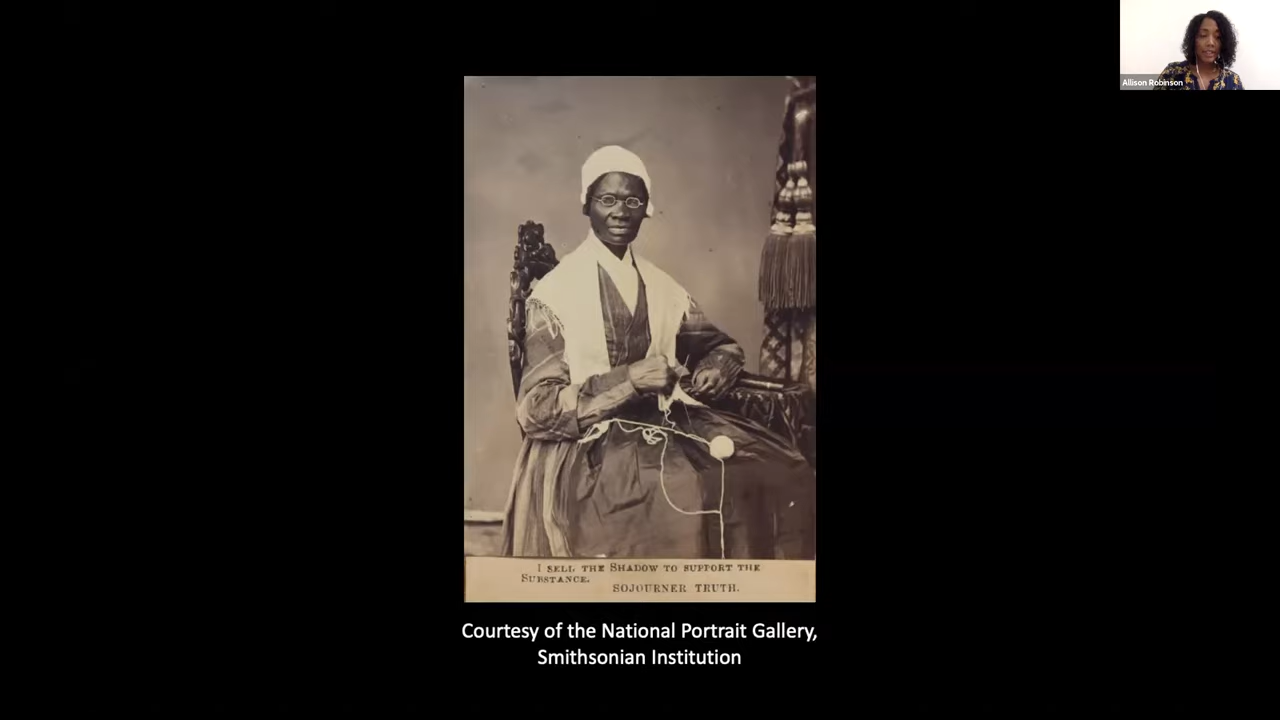 Allison Robinson
I SELL THE SHADOW TO SUPPORT THE
SUBSTANCE.
SOJOURNER TRUTH.
Courtesy of the National Portrait Gallery,
Smithsonian Institution